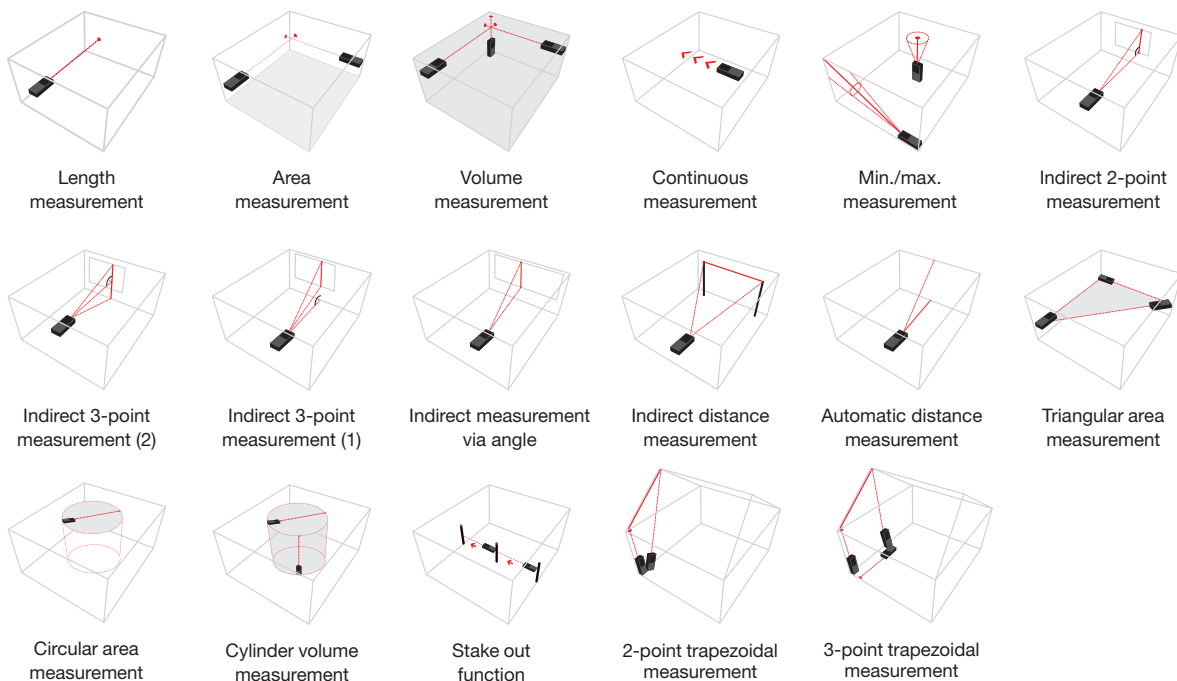 Length
measurement
Area
measurement
Volume
measurement
Continuous
measurement
Min./max.
measurement
Indirect 2-point
measurement
Indirect 3-point
measurement (2)
Indirect 3-point
measurement (1)
Indirect measurement
via angle
Indirect distance
measurement
Automatic distance
measurement
Triangular area
measurement
Circular area
measurement
Cylinder volume
measurement
Stake out
function
2-point trapezoidal
measurement
3-point trapezoidal
measurement